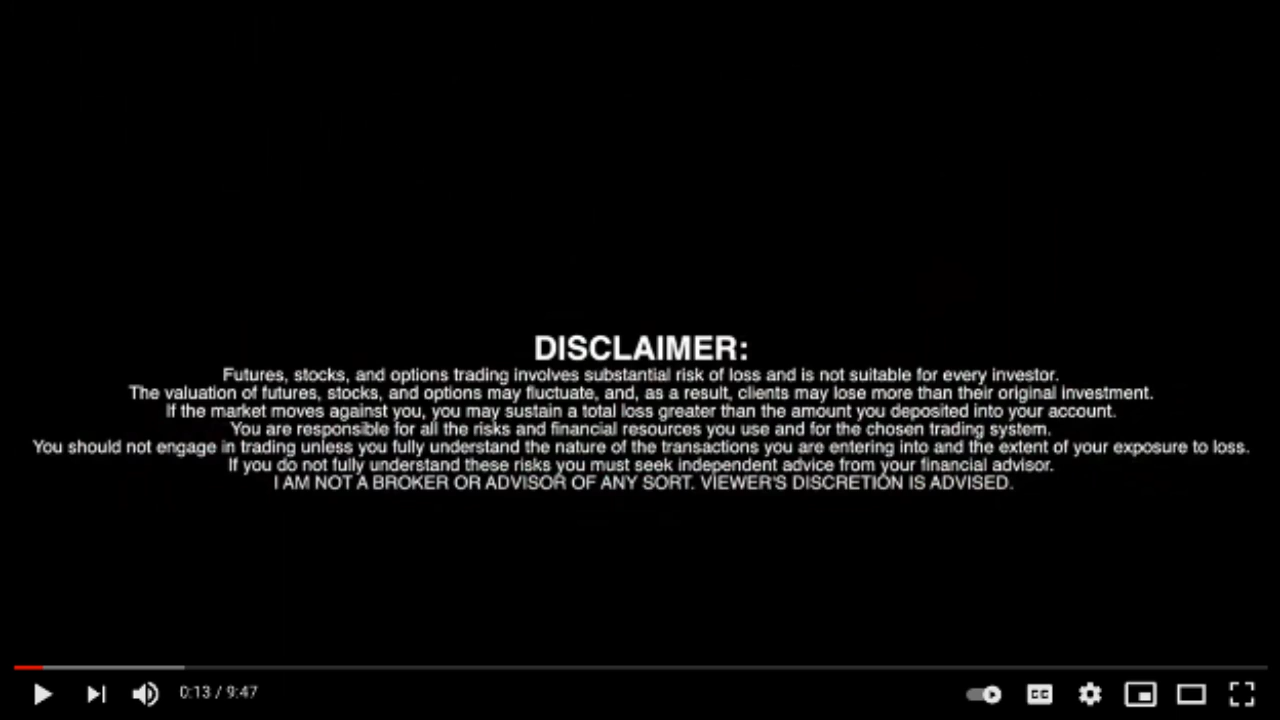 DISCLAIMER:
Futures, stocks, and options trading involves substantial risk of loss and is not suitable for every investor.
The valuation of futures, stocks, and options may fluctuate, and, as a result, clients may lose more than their original investment.
If the market moves against you, you may sustain a total loss greater than the amount you deposited into your account.
You are responsible for all the risks and financial resources you use and for the chosen trading system.
You should not engage in trading unless you fully understand the nature of the transactions you are entering into and the extent of your exposure to loss.
If you do not fully understand these risks you must seek independent advice from your financial advisor.
I AM NOT A BROKER OR ADVISOR OF ANY SORT. VIEWER'S DISCRETION IS ADVISED.
0:13 / 9:47
CC